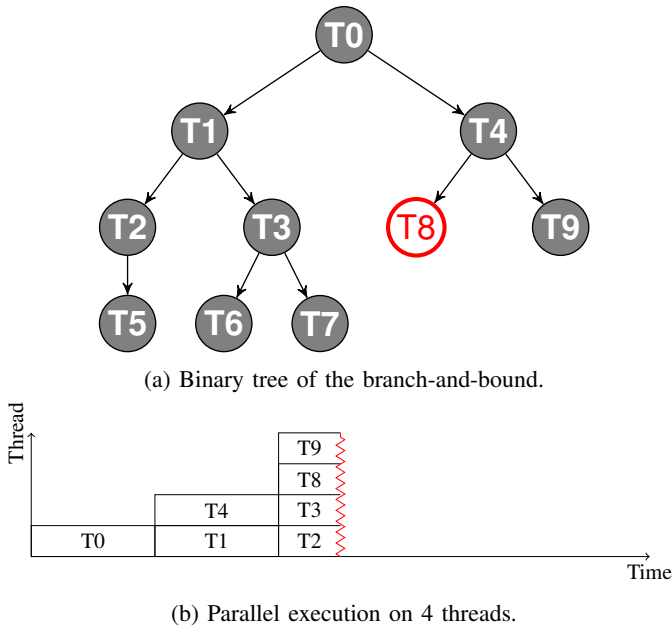 T0
T1 T4
T2 T3 T8 T9
T5 T6 T7
(a) Binary tree of the branch-and-bound.
Thread
T9
T8
T4 T3
T0 T1 T2
Time
(b) Parallel execution on 4 threads.